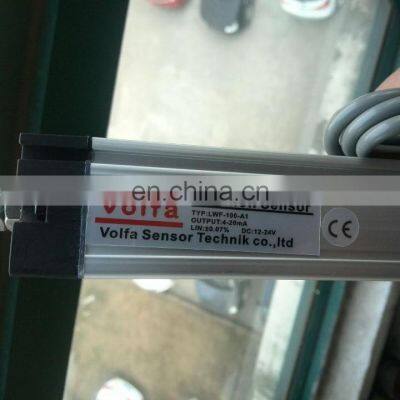 en.china.cn
Volfa Sensor
TYP:LWF-100-A1
OUTPUT:4-20mA
LIN:±0.07% DC:12-24V
Volfa Sensor Technik co.,ltd
CE